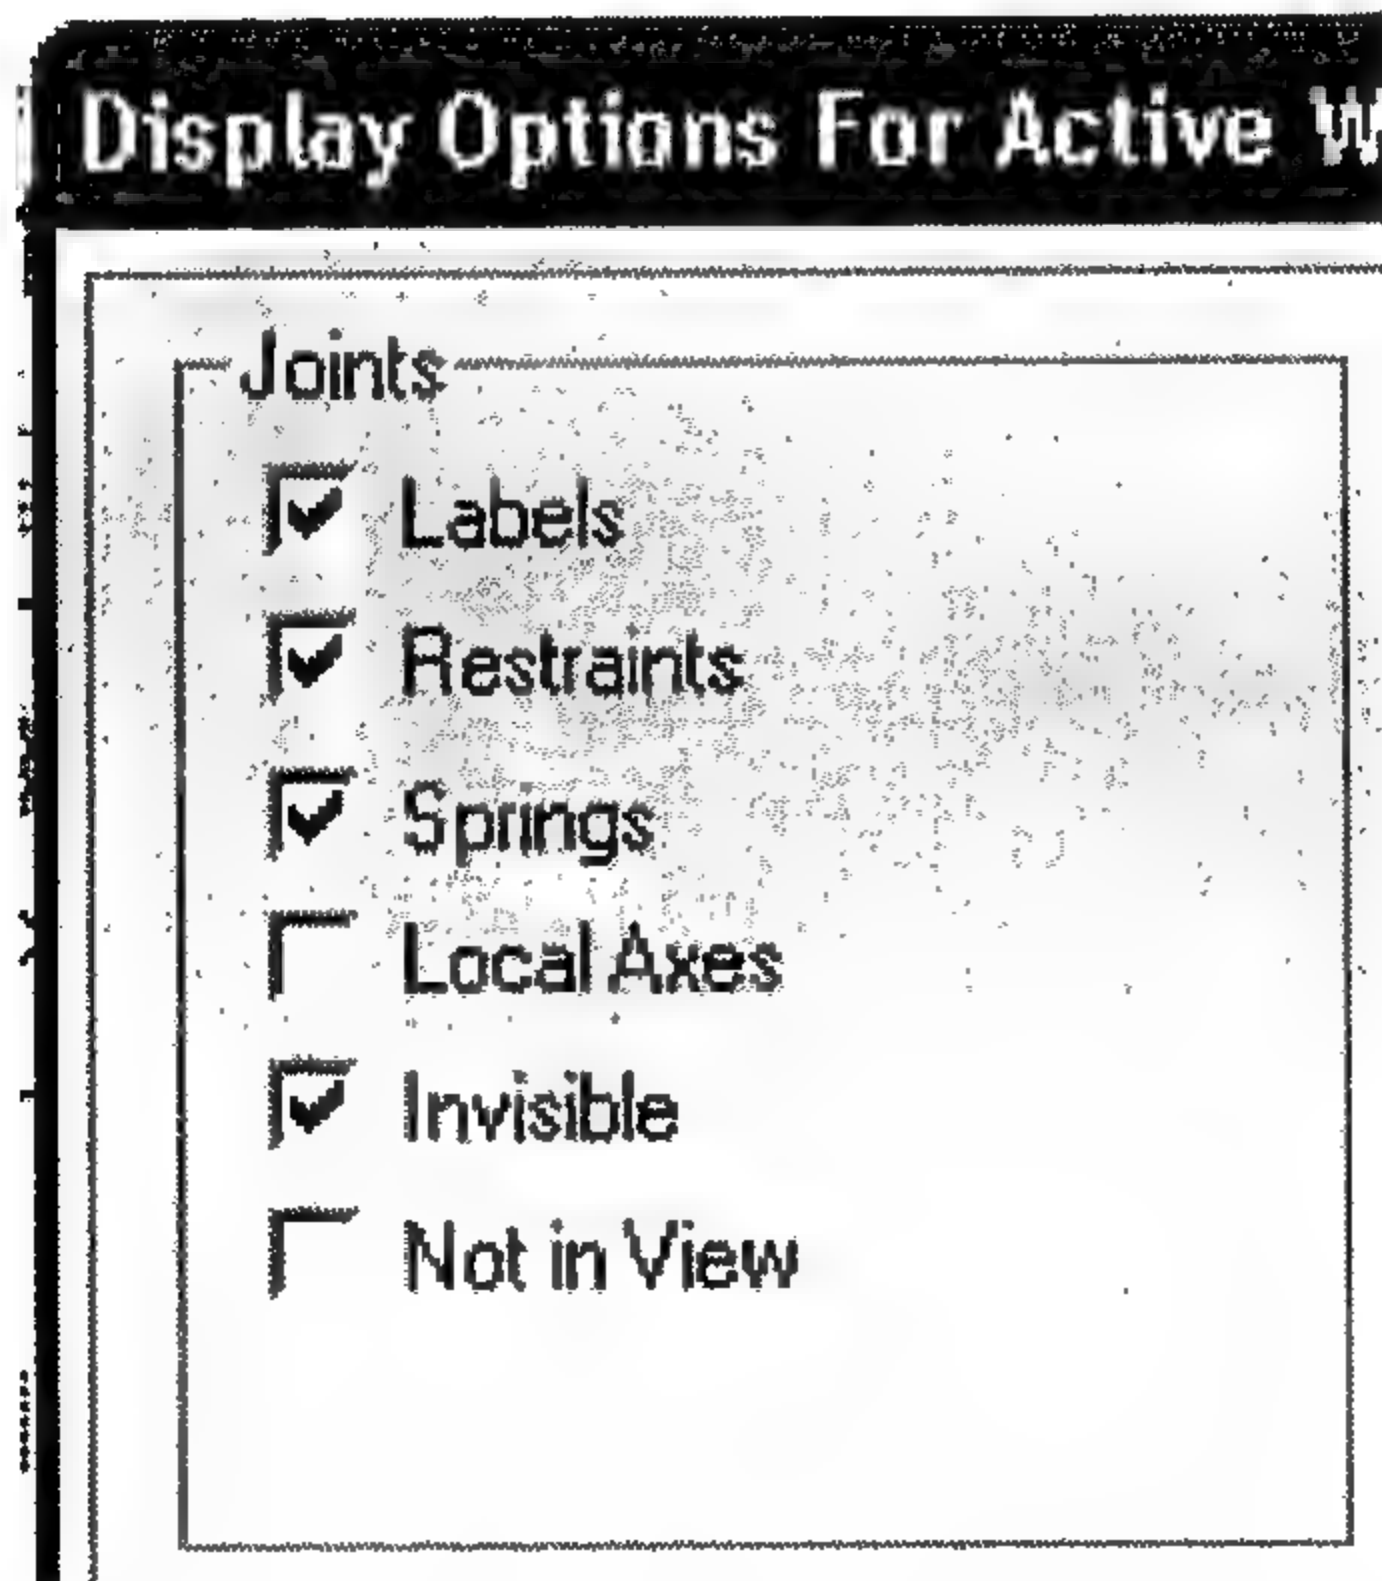 Display Options For Active W
Joints
Labels
Restraints
Springs
Local Axes
Invisible
Not in View